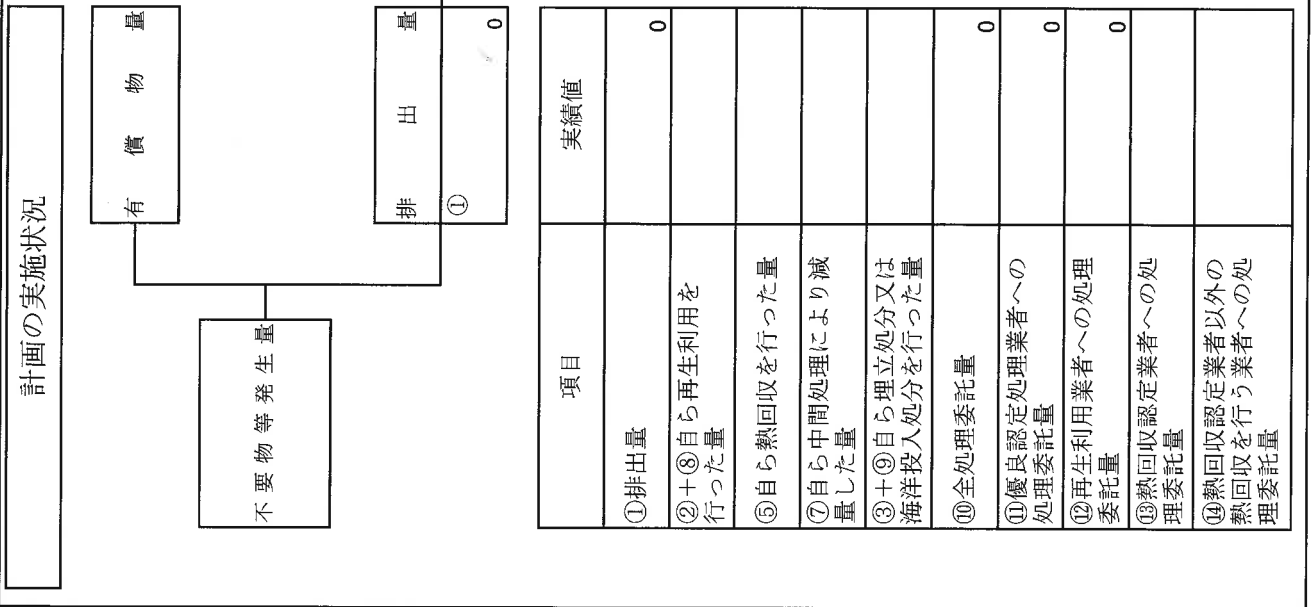 計画の実施状況
有償物量
不要物等発生量
排出量
①
0
項目 実績値
①排出量 0
②+⑧自ら再生利用を
行った量
⑤自ら熱回収を行った量
⑦自ら中間処理により減
量した量
③+⑨自ら埋立処分又は
海洋投入処分を行った量
⑩全処理委託量 0
⑪優良認定処理業者への
処理委託量 0
⑫再生利用業者への処理
委託量 0
⑬熱回収認定業者への処
理委託量
⑭熱回収認定業者以外の
熱回収を行う業者への処
理委託量